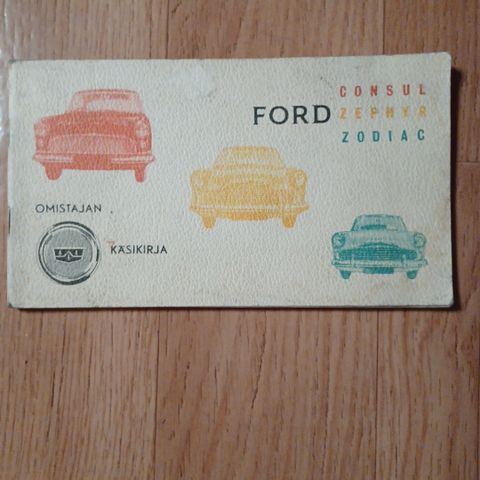 CONSUL
FORD ZEPHYR
ZODIAC
OMISTAJAN
KÄSIKIRJA